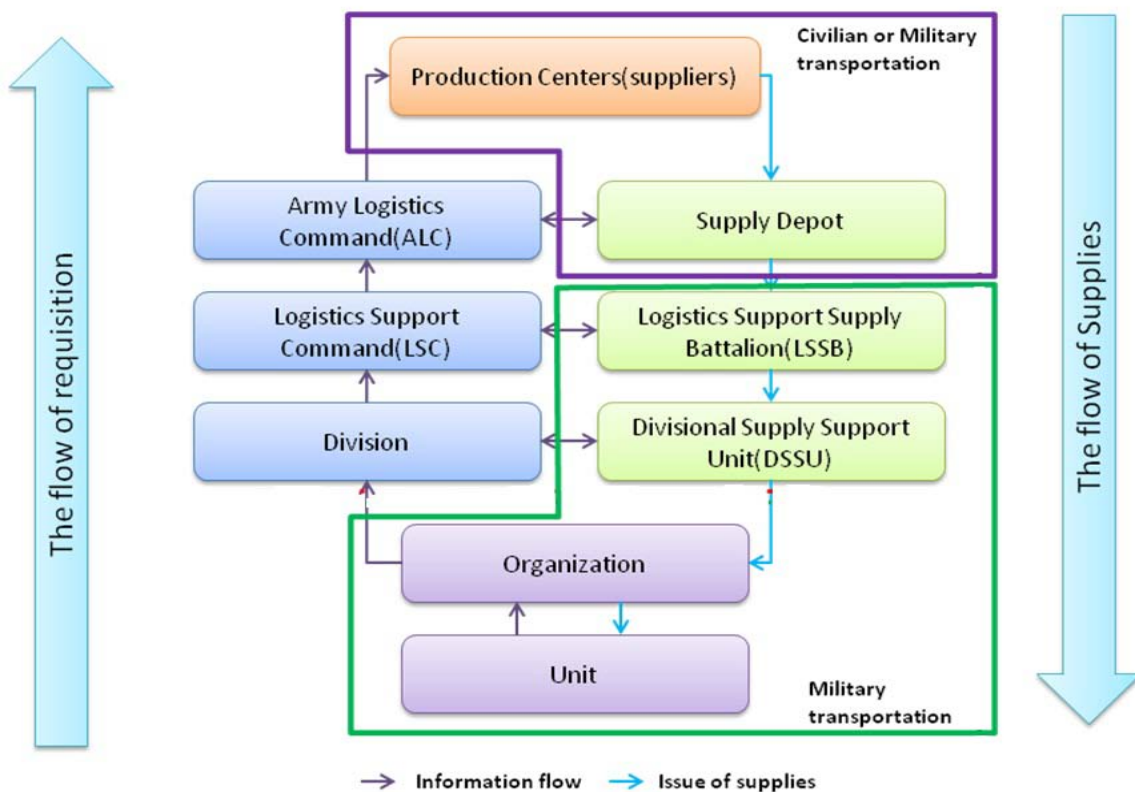 The flow of requisition
Civilian or Military
transportation
Production Centers(suppliers)
Army Logistics
Command(ALC)
Supply Depot
Logistics Support
Command(LSC)
Logistics Support Supply
Battalion(LSSB)
Division
Divisional Supply Support
Unit(DSSU)
Organization
Unit
Military
transportation
The flow of Supplies
Information flow
Issue of supplies